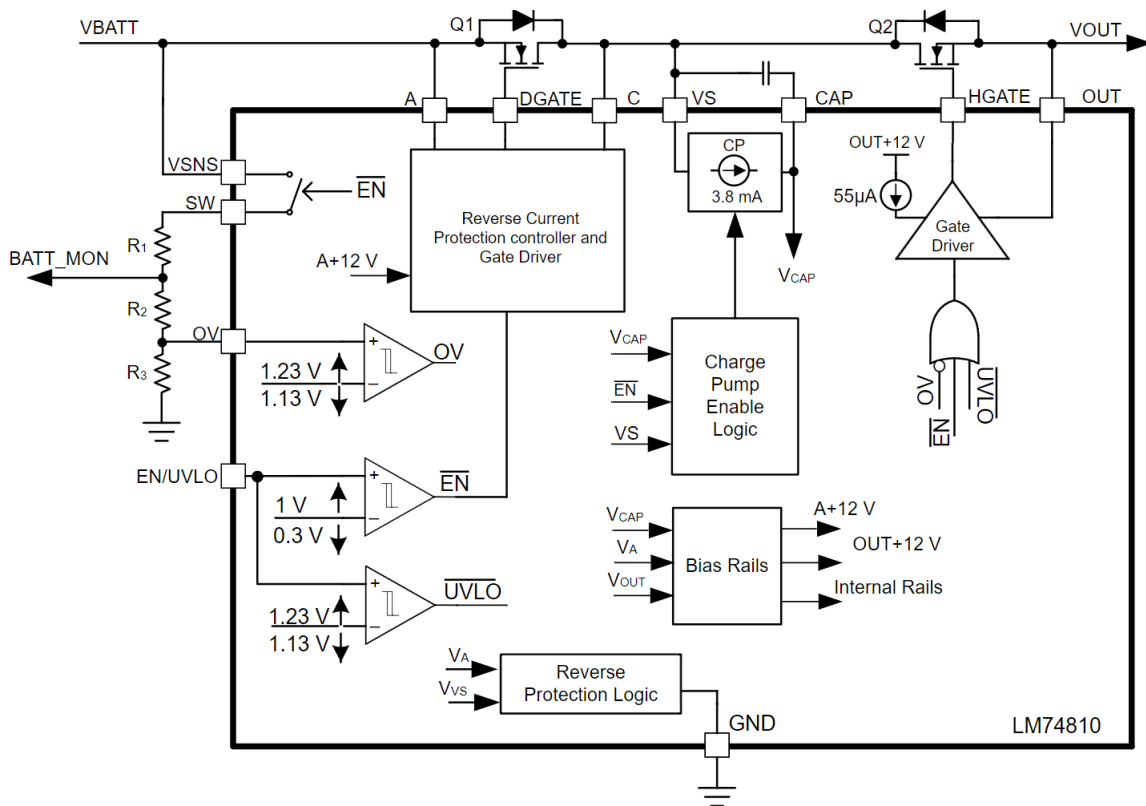 VBATT
Q1
Q2
VOUT
A
DGATE
C
VS
CAP
HGATE
OUT
VSNS
SW
EN
R1
BATT_MON
R2
OV
R3
Reverse Current
Protection controller and
Gate Driver
A+12 V
CP
3.8 mA
VCAP
OUT+12 V
55µA
Gate
Driver
OV
EN
UVLO
+
1.23 V
-
1.13 V
OV
VCAP
EN
VS
Charge
Pump
Enable
Logic
EN/UVLO
+
1 V
-
0.3 V
EN
+
1.23 V
-
1.13 V
UVLO
VCAP
VA
VOUT
Bias Rails
A+12 V
OUT+12 V
Internal Rails
VA
VVS
Reverse
Protection Logic
GND
LM74810